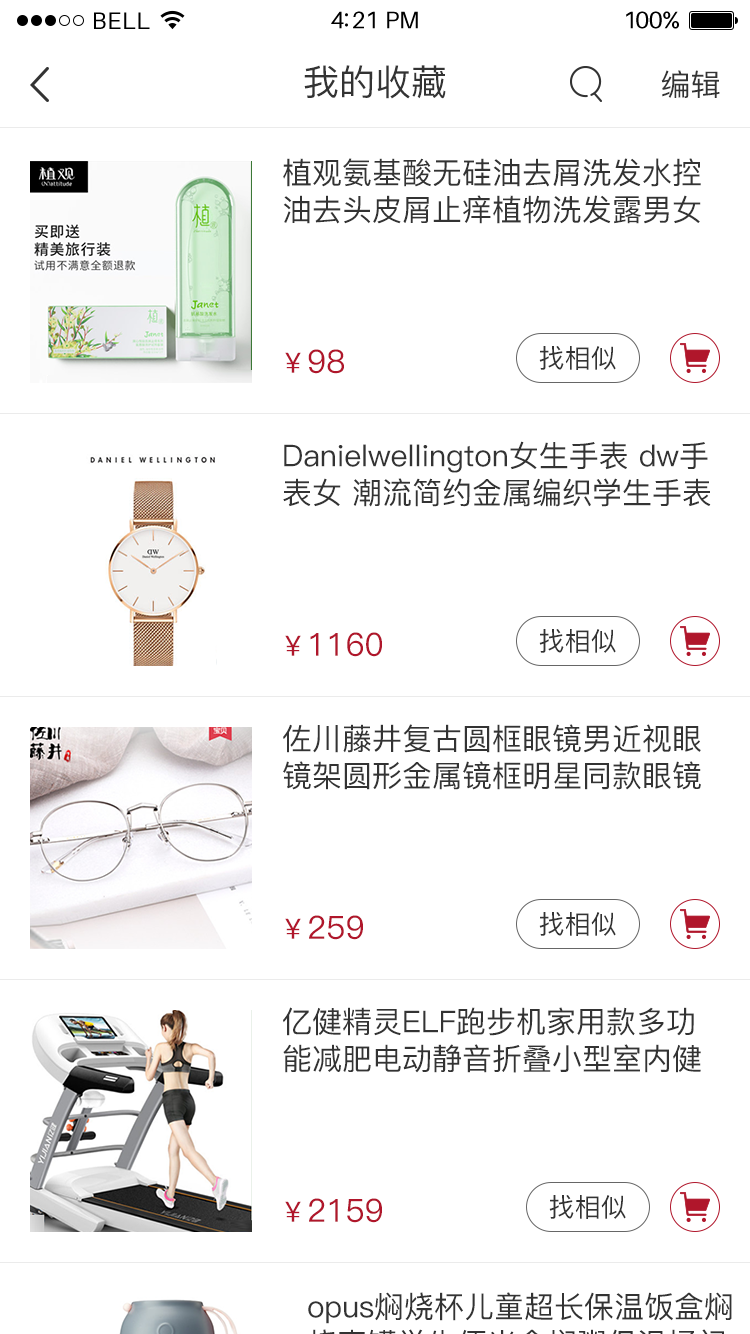 BELL 4:21 PM 100%
我的收藏 编辑
植观
(N)attitude
买即送
精美旅行装
试用不满意全额退款
植
Janet
植
Janet
植观氨基酸无硅油去屑洗发水控
油去头皮屑止痒植物洗发露男女
¥98 找相似
DANIEL WELLINGTON
DW
Daniel Wellington
Danielwellington女生手表 dw手
表女 潮流简约金属编织学生手表
¥1160 找相似
佐川
藤井
宝贝
佐川藤井复古圆框眼镜男近视眼
镜架圆形金属镜框明星同款眼镜
¥259 找相似
YIJIANIZB
YIJIANIZB
亿健精灵ELF跑步机家用款多功
能减肥电动静音折叠小型室内健
¥2159 找相似
opus焖烧杯儿童超长保温饭盒焖